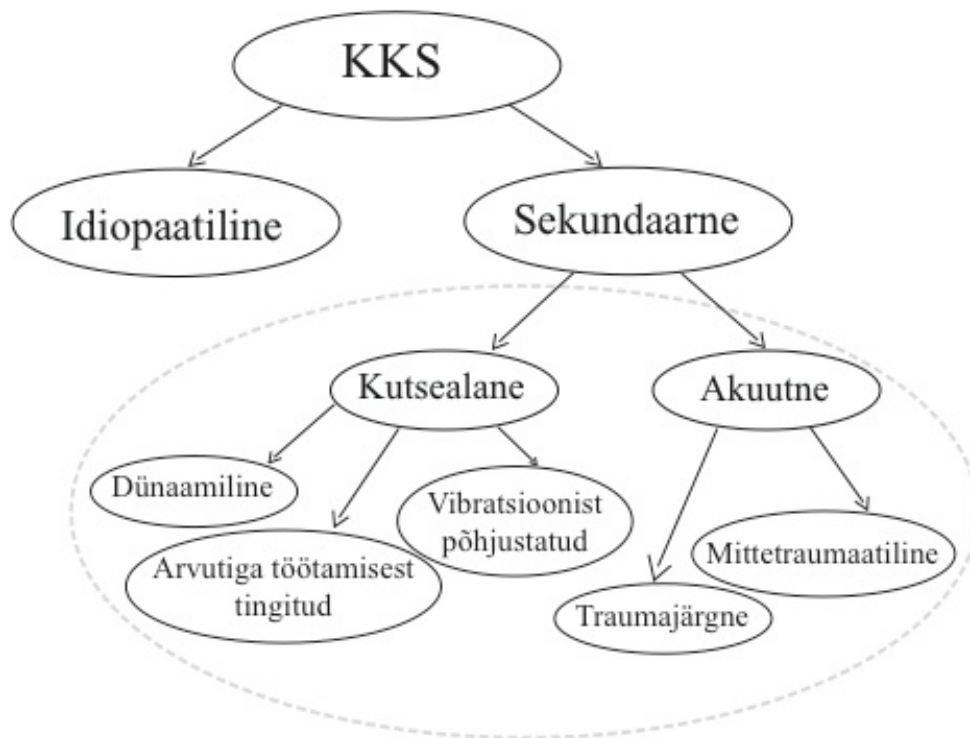 KKS
Idiopaatiline
Sekundaarne
Kutsealane
Akuutne
Dünaamiline
Vibratsioonist
põhjustatud
Arvutiga töötamisest
tingitud
Mittetraumaatiline
Traumajärgne